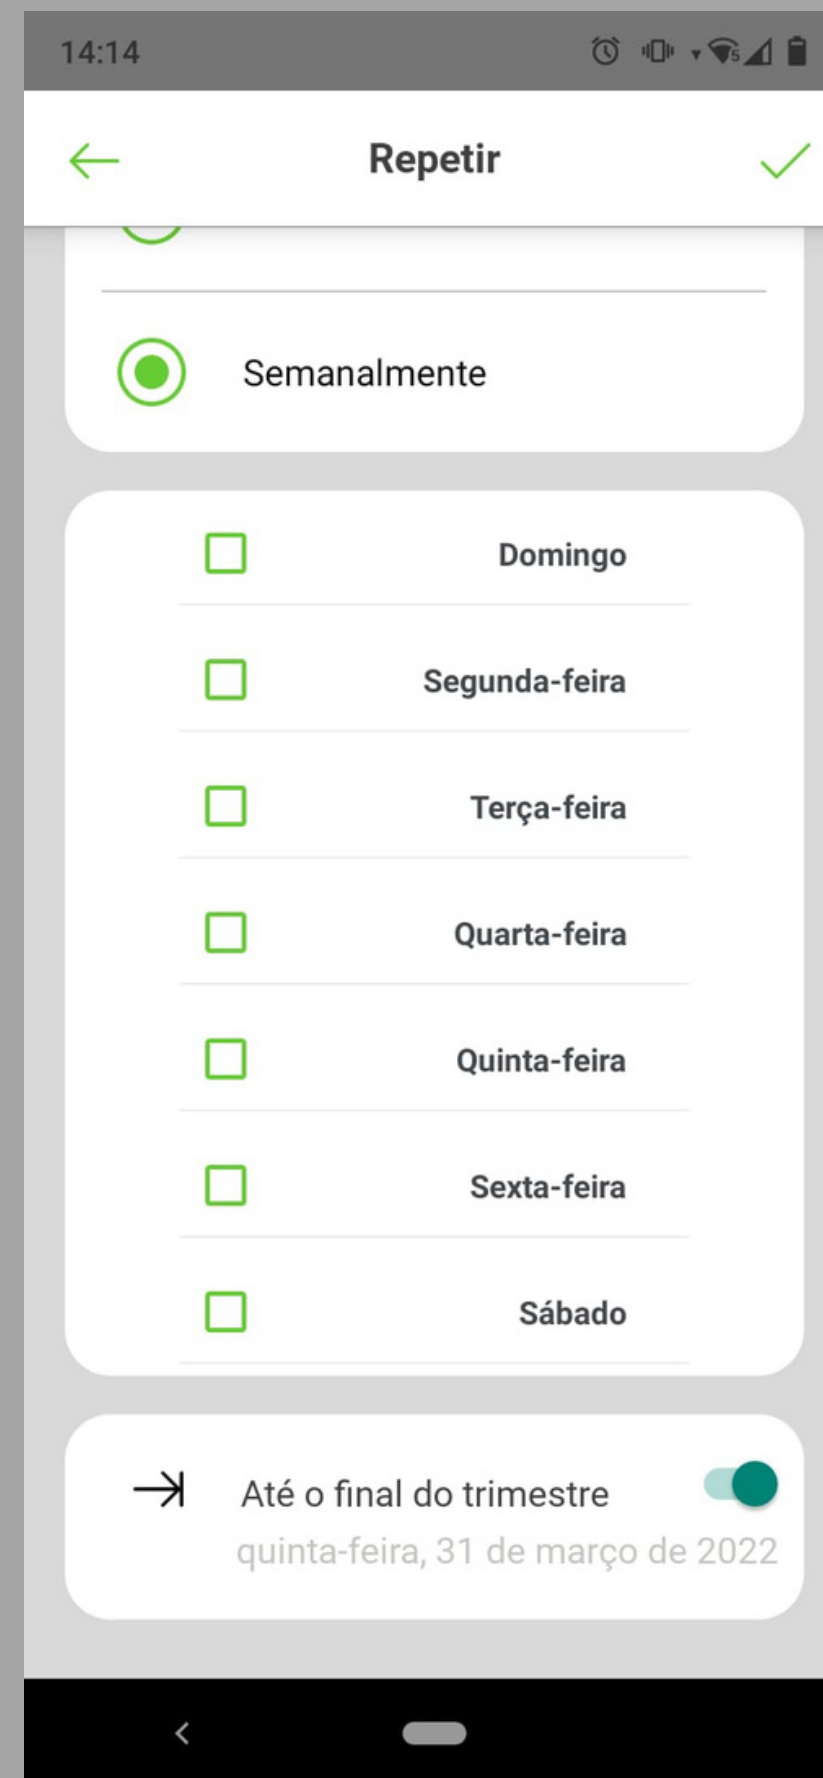 14:14
Repetir
Semanalmente
Domingo
Segunda-feira
Terça-feira
Quarta-feira
Quinta-feira
Sexta-feira
Sábado
Até o final do trimestre
quinta-feira, 31 de março de 2022